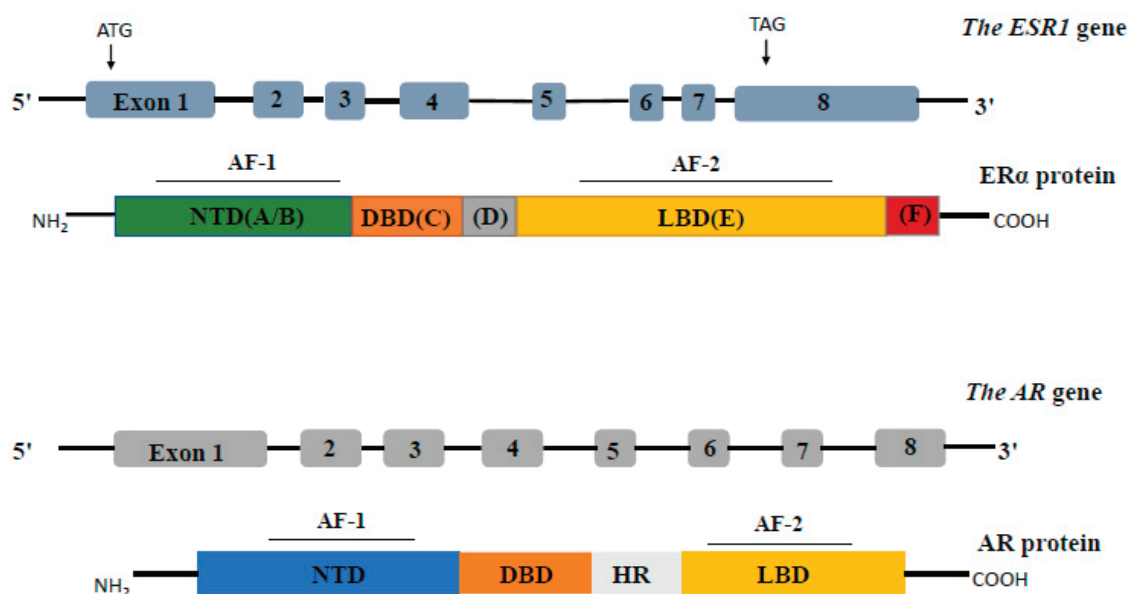 ATG
TAG
The ESR1 gene
5' Exon 1 2 3 4 5 6 7 8 3'
AF-1 AF-2
ERα protein
NH₂ NTD(A/B) DBD(C) (D) LBD(E) (F) COOH
The AR gene
5' Exon 1 2 3 4 5 6 7 8 3'
AF-1 AF-2
AR protein
NH₂ NTD DBD HR LBD COOH